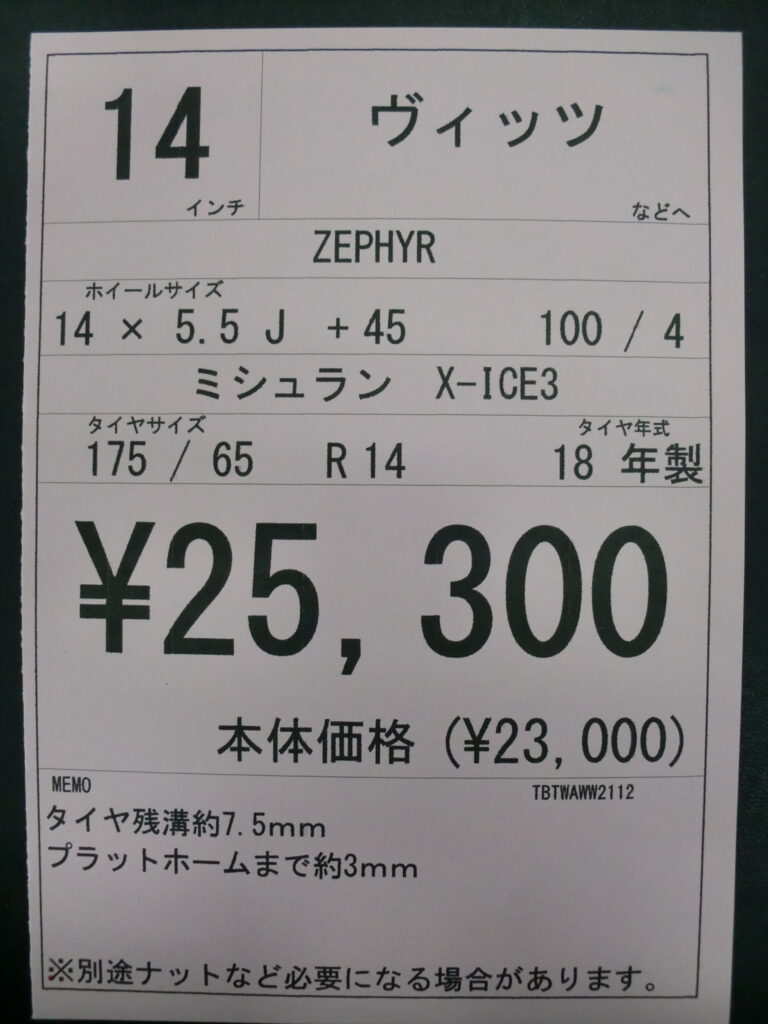 14
インチ
ヴィッツ
などへ
ZEPHYR
ホイールサイズ
14 × 5.5 J +45 100 / 4
ミシュラン X-ICE3
タイヤサイズ タイヤ年式
175 / 65 R14 18 年製
¥25,300
本体価格 (¥23,000)
MEMO TBTWAWW2112
タイヤ残溝約7.5mm
プラットホームまで約3mm
※別途ナットなど必要になる場合があります。